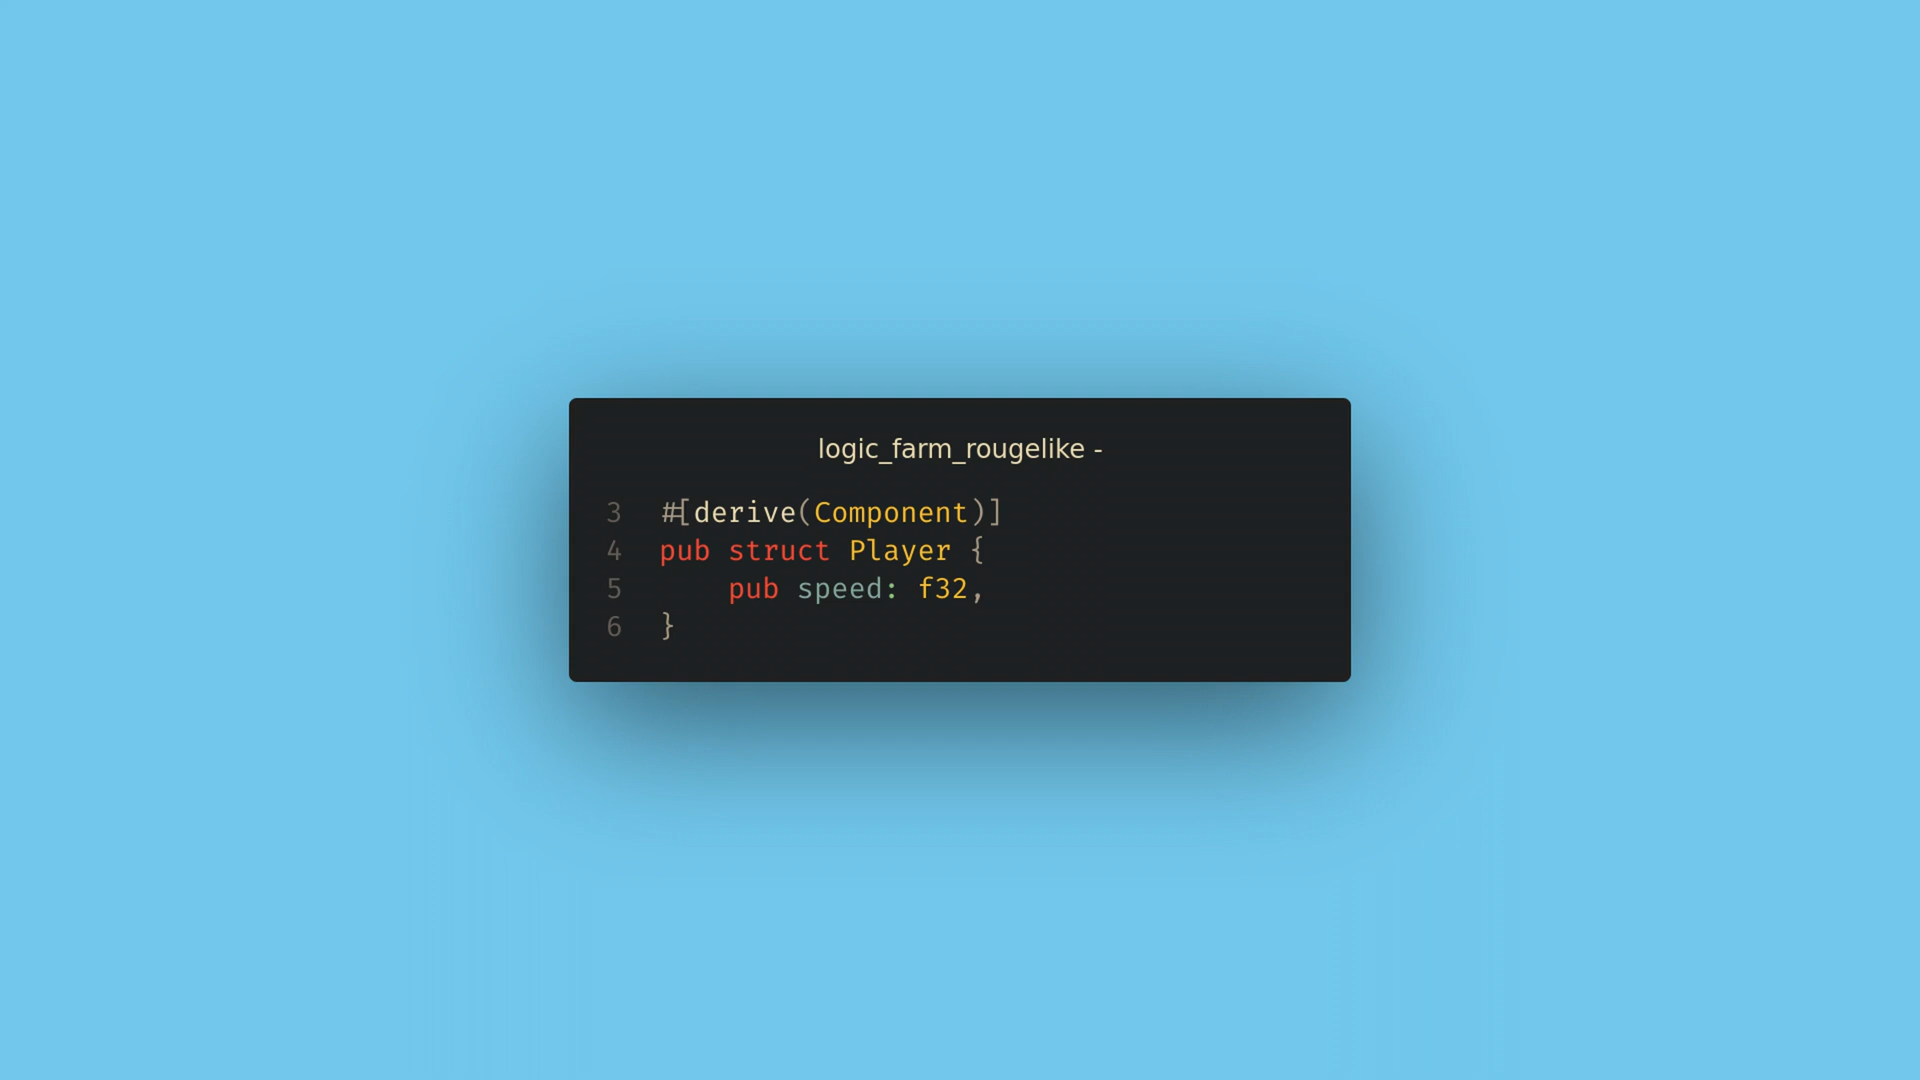 logic_farm_rougelike -
3 #[derive(Component)]
4 pub struct Player {
5     pub speed: f32,
6 }